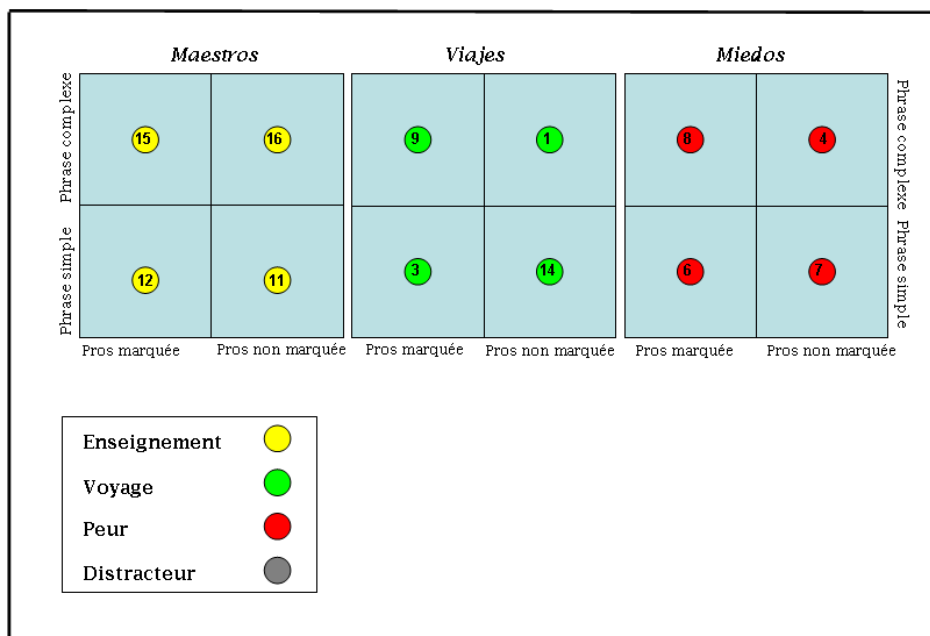 Maestros Viajes Miedos
Phrase complexe 15 16 9 1 8 4 Phrase complexe
Phrase simple 12 11 3 14 6 7 Phrase simple
Pros marquée Pros non marquée Pros marquée Pros non marquée Pros marquée Pros non marquée
Enseignement
Voyage
Peur
Distracteur